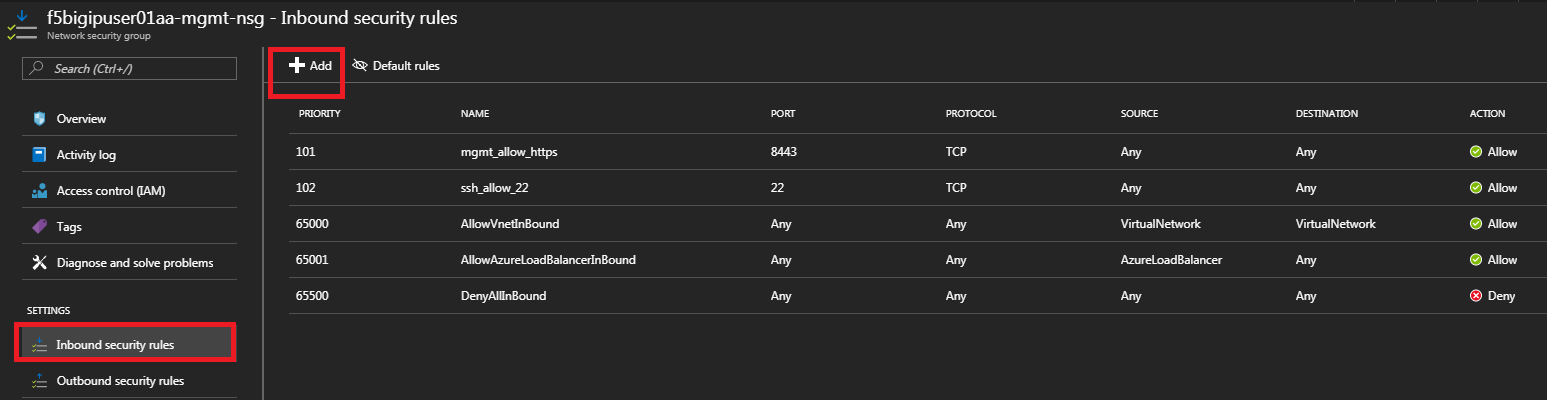 f5bigipuser01aa-mgmt-nsg - Inbound security rules
Network security group
Search (Ctrl+/)
Overview
Activity log
Access control (IAM)
Tags
Diagnose and solve problems
SETTINGS
Inbound security rules
Outbound security rules
Add Default rules
PRIORITY NAME PORT PROTOCOL SOURCE DESTINATION ACTION
101 mgmt_allow_https 8443 TCP Any Any Allow
102 ssh_allow_22 22 TCP Any Any Allow
65000 AllowVnetInBound Any Any VirtualNetwork VirtualNetwork Allow
65001 AllowAzureLoadBalancerInBound Any Any AzureLoadBalancer Any Allow
65500 DenyAllInBound Any Any Any Any Deny